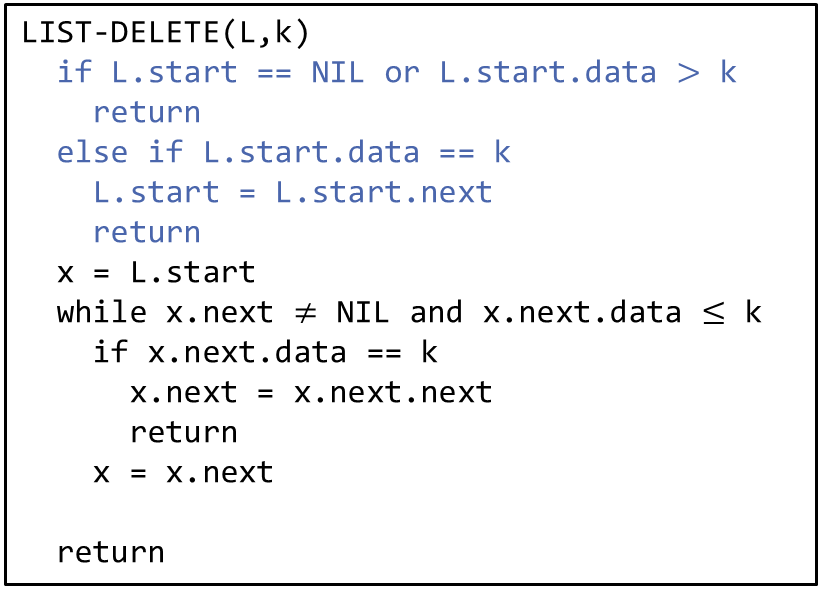 LIST-DELETE(L,k)
if L.start == NIL or L.start.data > k
return
else if L.start.data == k
L.start = L.start.next
return
x = L.start
while x.next ≠ NIL and x.next.data ≤ k
if x.next.data == k
x.next = x.next.next
return
x = x.next
return